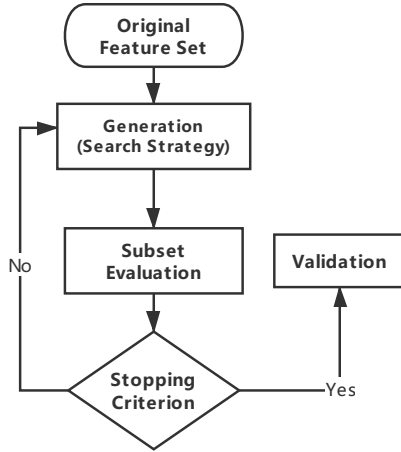 Original
Feature Set
Generation
(Search Strategy)
Subset
Evaluation
Validation
No
Stopping
Criterion
Yes